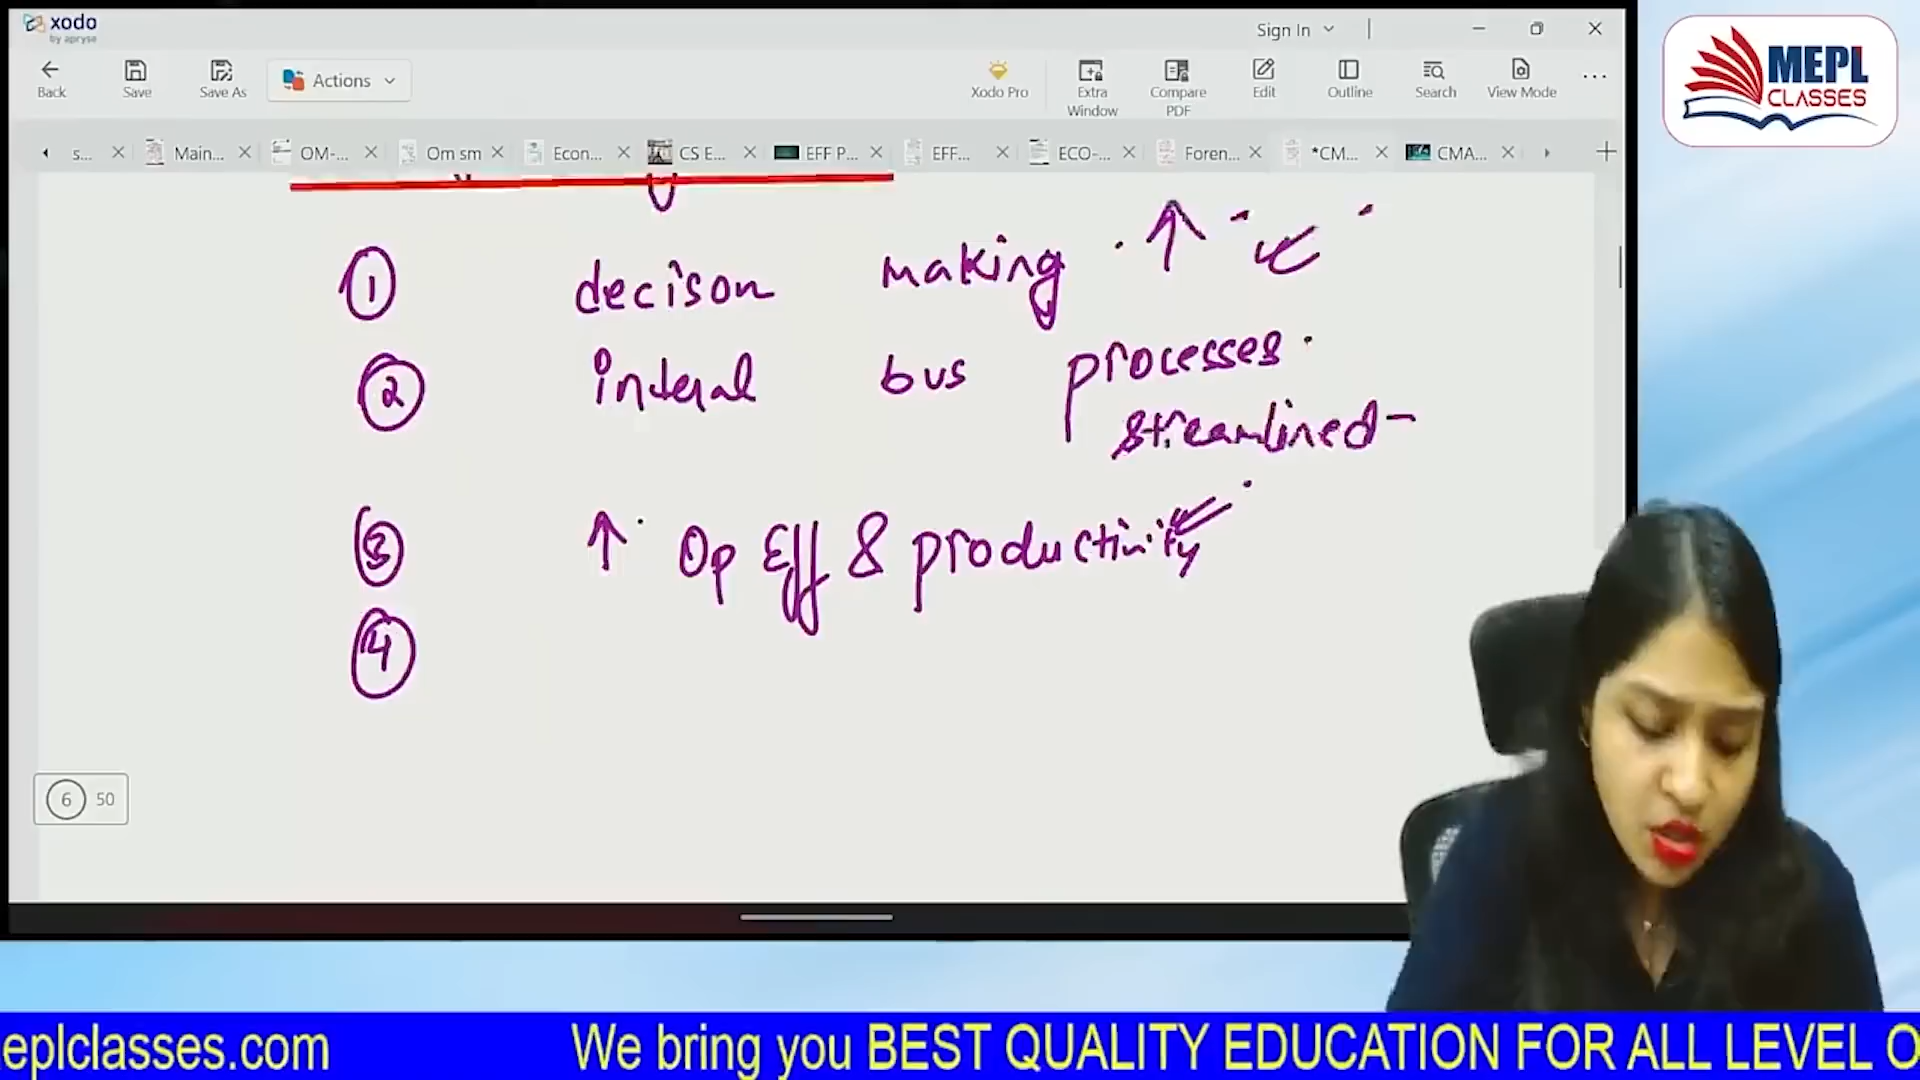 xodo
by apryse
Sign In
Back
Save
Save As
Actions
Xodo Pro
Extra Window
Compare PDF
Edit
Outline
Search
View Mode
s...
Main...
OM-...
Om sm
Econ...
CS E...
EFF P...
EFF...
ECO-...
Foren...
*CM...
CMA...
MEPL
CLASSES
① decison making ↑
② interal bus processes
streamlined-
③ ↑ Op Eff & productivity
④
6 50
eplclasses.com We bring you BEST QUALITY EDUCATION FOR ALL LEVEL O